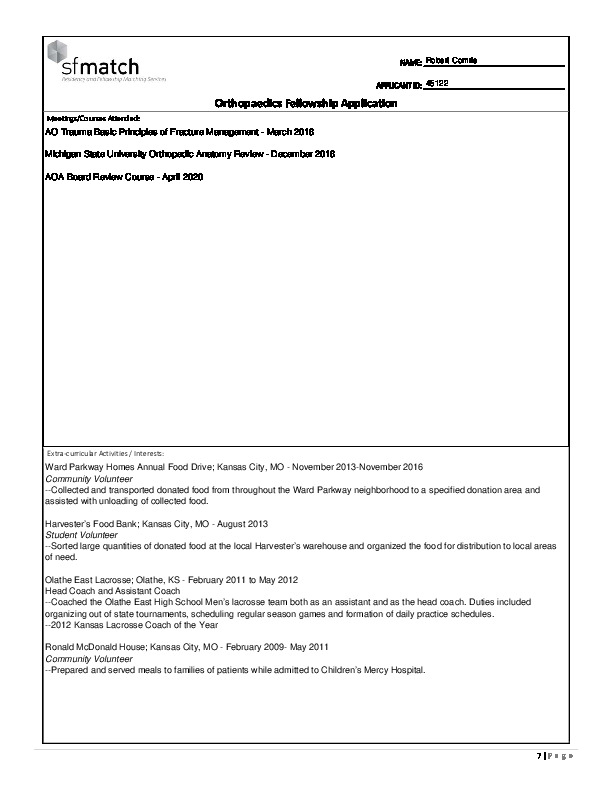 sfmatch
Residency and Fellowship Matching Services
NAME: Robert Comrie
APPLICANT ID: 45122
Orthopaedics Fellowship Application
Meetings/Courses Attended:
AO Trauma Basic Principles of Fracture Management - March 2016
Michigan State University Orthopedic Anatomy Review - December 2016
AOA Board Review Course - April 2020
Extra-curricular Activities / Interests:
Ward Parkway Homes Annual Food Drive; Kansas City, MO - November 2013-November 2016
Community Volunteer
--Collected and transported donated food from throughout the Ward Parkway neighborhood to a specified donation area and
assisted with unloading of collected food.
Harvester's Food Bank; Kansas City, MO - August 2013
Student Volunteer
--Sorted large quantities of donated food at the local Harvester's warehouse and organized the food for distribution to local areas
of need.
Olathe East Lacrosse; Olathe, KS - February 2011 to May 2012
Head Coach and Assistant Coach
--Coached the Olathe East High School Men's lacrosse team both as an assistant and as the head coach. Duties included
organizing out of state tournaments, scheduling regular season games and formation of daily practice schedules.
--2012 Kansas Lacrosse Coach of the Year
Ronald McDonald House; Kansas City, MO - February 2009- May 2011
Community Volunteer
--Prepared and served meals to families of patients while admitted to Children's Mercy Hospital.
7 | Page